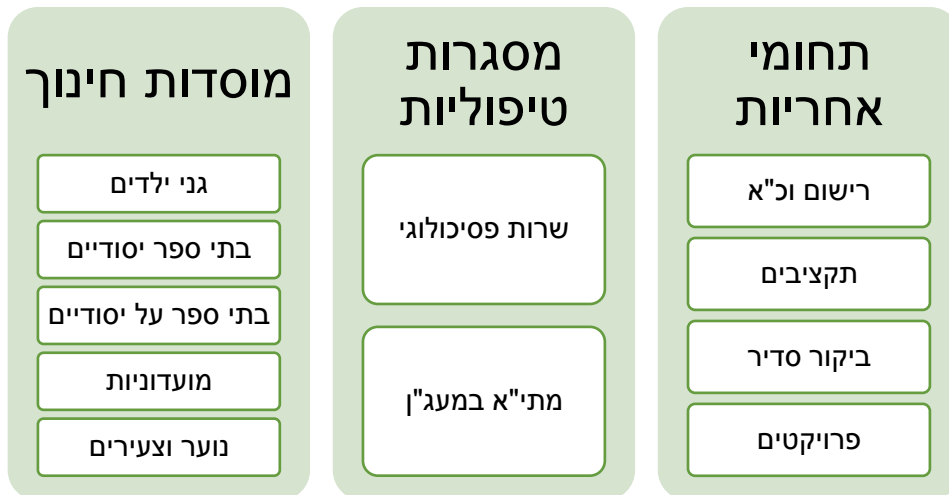 תחומי
אחריות
רישום וכ"א
תקציבים
ביקור סדיר
פרויקטים
מסגרות
טיפוליות
שרות פסיכולוגי
מתי"א במעג"ן
מוסדות חינוך
גני ילדים
בתי ספר יסודיים
בתי ספר על יסודיים
מועדוניות
נוער וצעירים